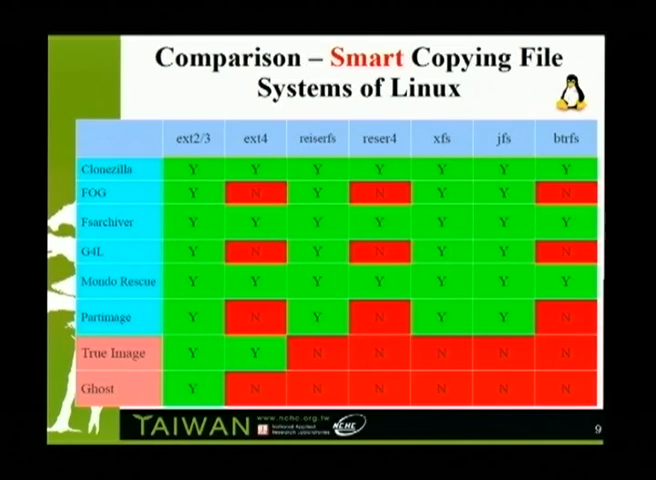 Comparison – Smart Copying File
Systems of Linux
ext2/3 ext4 reiserfs reser4 xfs jfs btrfs
Clonezilla Y Y Y Y Y Y Y
FOG Y N Y N Y Y N
Fsarchiver Y Y Y Y Y Y Y
G4L Y N Y N Y Y N
Mondo Rescue Y Y Y Y Y Y Y
Partimage Y N Y N Y Y N
True Image Y Y N N N N N
Ghost Y N N N N N N
TAIWAN www.nchc.org.tw
National Applied
Research Laboratories
NCHC
9